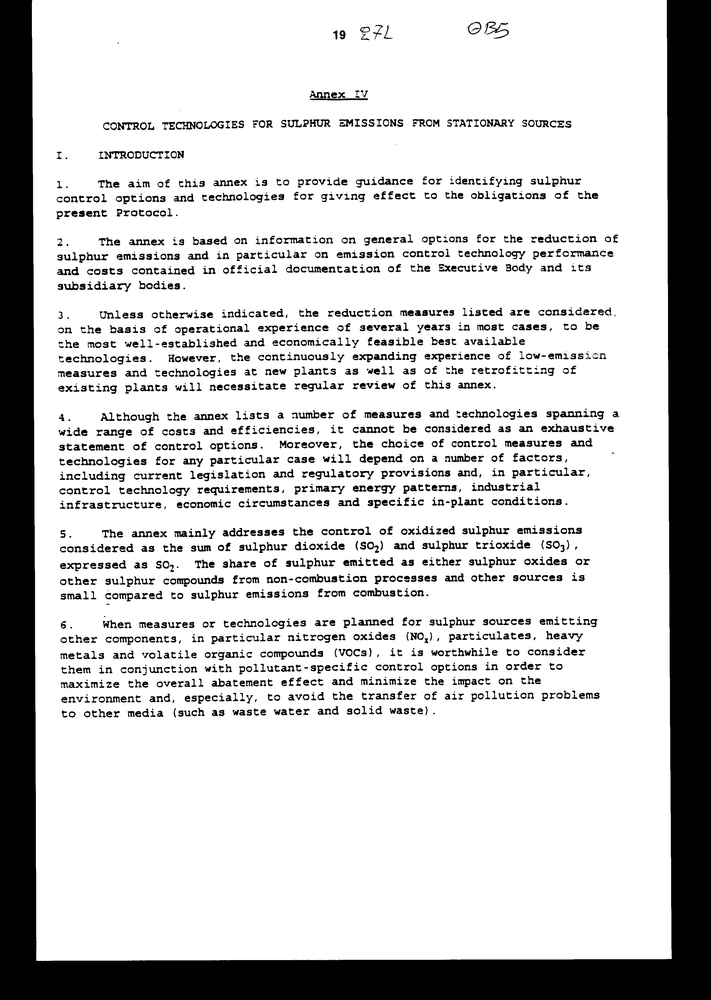 19
Annex IV
CONTROL TECHNOLOGIES FOR SULPHUR EMISSIONS FROM STATIONARY SOURCES
I. INTRODUCTION
1. The aim of this annex is to provide guidance for identifying sulphur
control options and technologies for giving effect to the obligations of the
present Protocol.
2. The annex is based on information on general options for the reduction of
sulphur emissions and in particular on emission control technology performance
and costs contained in official documentation of the Executive Body and its
subsidiary bodies.
3. Unless otherwise indicated, the reduction measures listed are considered,
on the basis of operational experience of several years in most cases, to be
the most well-established and economically feasible best available
technologies. However, the continuously expanding experience of low-emission
measures and technologies at new plants as well as of the retrofitting of
existing plants will necessitate regular review of this annex.
4. Although the annex lists a number of measures and technologies spanning a
wide range of costs and efficiencies, it cannot be considered as an exhaustive
statement of control options. Moreover, the choice of control measures and
technologies for any particular case will depend on a number of factors,
including current legislation and regulatory provisions and, in particular,
control technology requirements, primary energy patterns, industrial
infrastructure, economic circumstances and specific in-plant conditions.
5. The annex mainly addresses the control of oxidized sulphur emissions
considered as the sum of sulphur dioxide (SO₂) and sulphur trioxide (SO₃),
expressed as SO₂. The share of sulphur emitted as either sulphur oxides or
other sulphur compounds from non-combustion processes and other sources is
small compared to sulphur emissions from combustion.
6. When measures or technologies are planned for sulphur sources emitting
other components, in particular nitrogen oxides (NOₓ), particulates, heavy
metals and volatile organic compounds (VOCs), it is worthwhile to consider
them in conjunction with pollutant-specific control options in order to
maximize the overall abatement effect and minimize the impact on the
environment and, especially, to avoid the transfer of air pollution problems
to other media (such as waste water and solid waste).